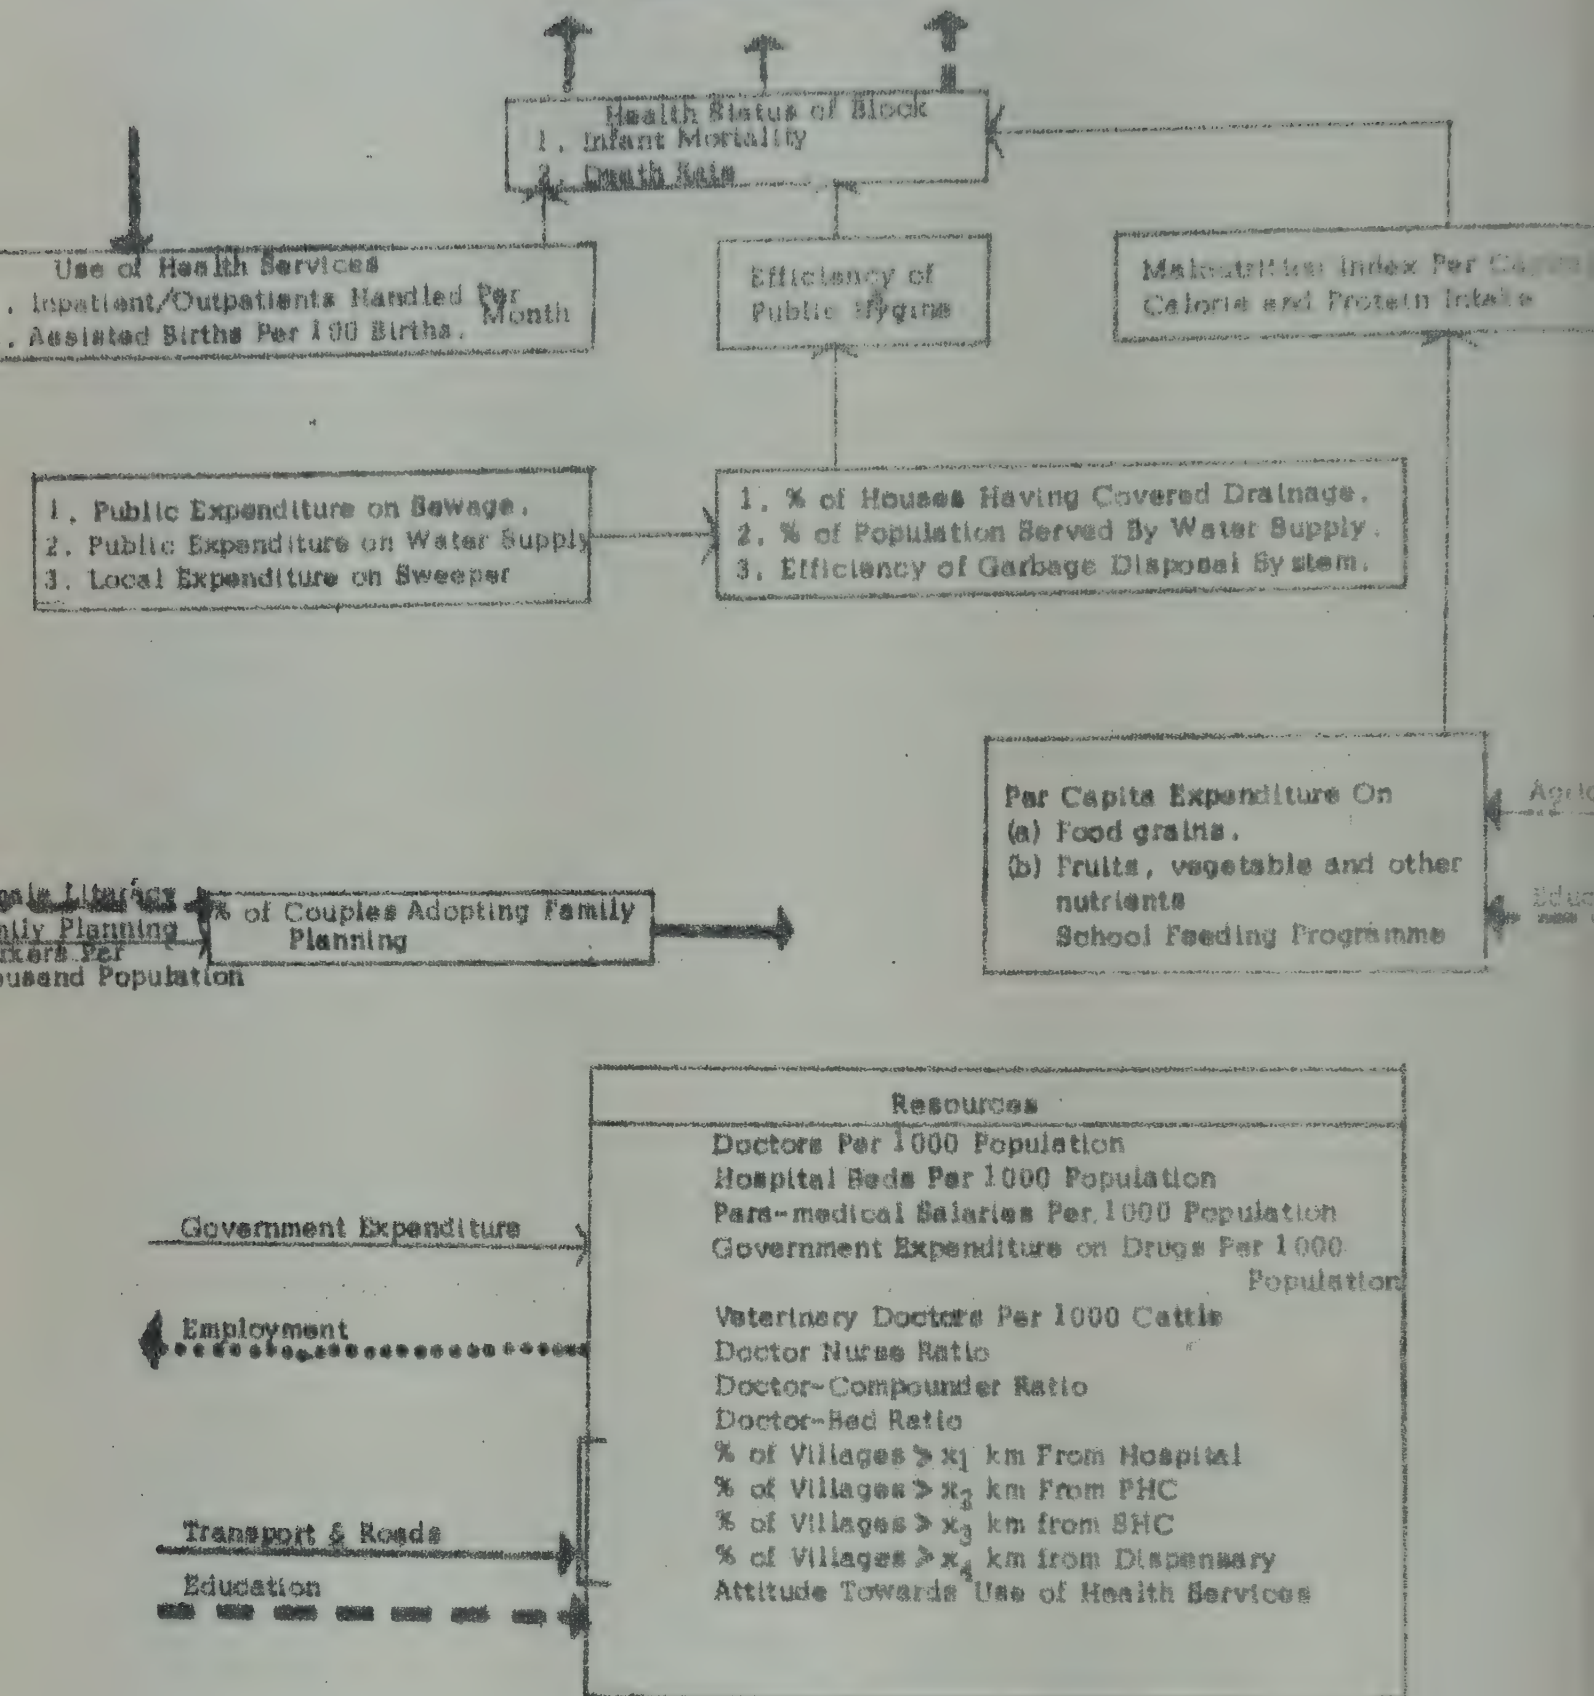 Health Status of Block
1. Infant Mortality
2. Death Rate
Use of Health Services
. Inpatient/Outpatients Handled Per
Month
. Assisted Births Per 100 Births.
Efficiency of
Public Hygine
Malnutrition Index Per
Calorie and Protein Intake
1. Public Expenditure on Sewage.
2. Public Expenditure on Water Supply
3. Local Expenditure on Sweeper
1. % of Houses Having Covered Drainage.
2. % of Population Served By Water Supply.
3. Efficiency of Garbage Disposal System.
Per Capita Expenditure On
(a) Food grains.
(b) Fruits, vegetable and other
nutrients
School Feeding Programme
Literacy
Planning
Per
Population
% of Couples Adopting Family
Planning
Resources
Doctors Per 1000 Population
Hospital Beds Per 1000 Population
Para-medical Salaries Per 1000 Population
Government Expenditure on Drugs Per 1000
Population
Veterinary Doctors Per 1000 Cattle
Doctor Nurse Ratio
Doctor-Compounder Ratio
Doctor-Bed Ratio
% of Villages > x₁ km From Hospital
% of Villages > x₂ km From PHC
% of Villages > x₃ km from SHC
% of Villages > x₄ km from Dispensary
Attitude Towards Use of Health Services
Government Expenditure
Employment
Transport & Roads
Education